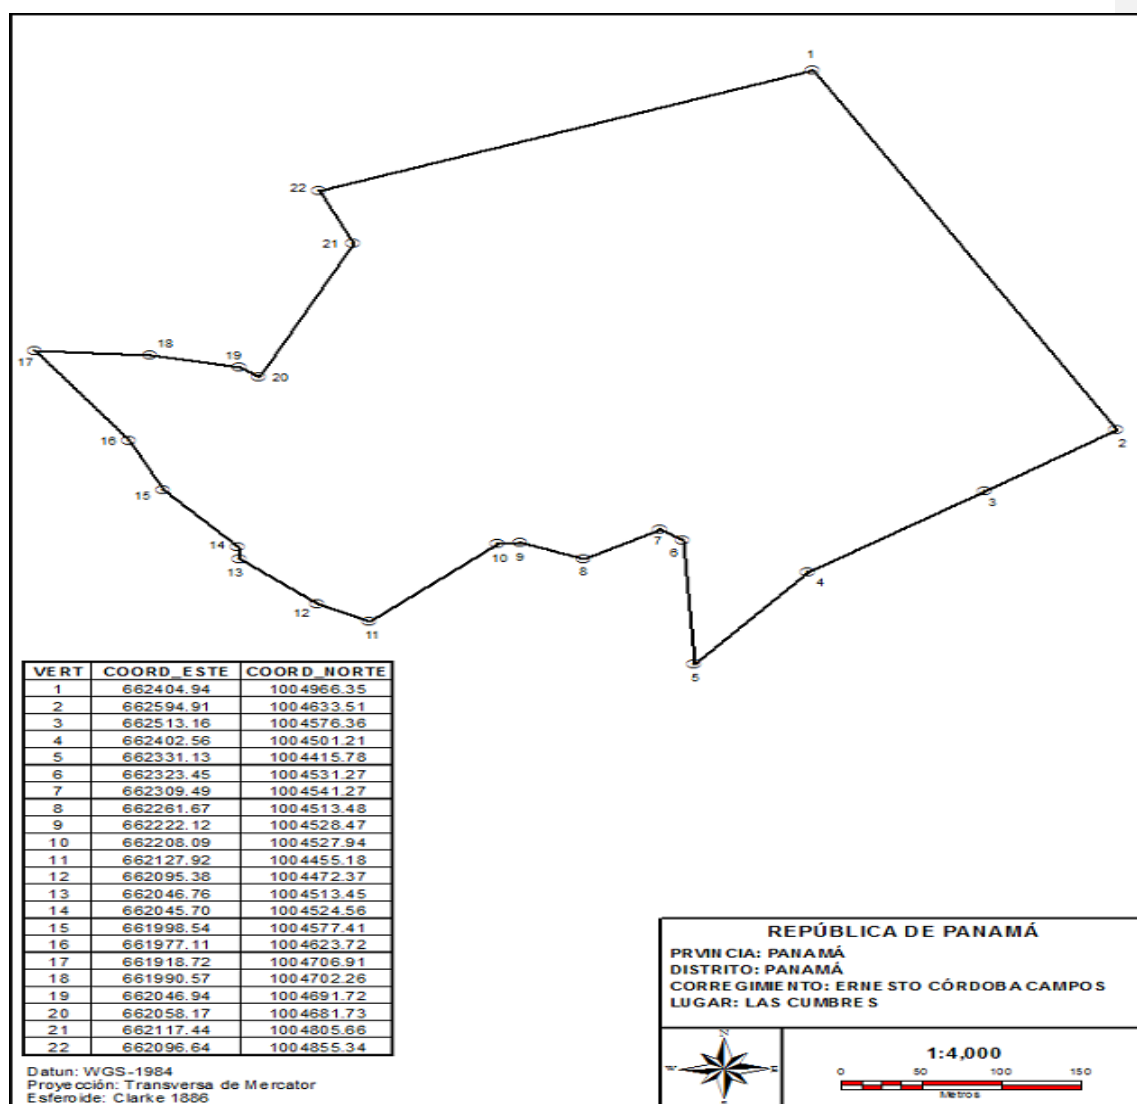 1
22
21
18
19
17
20
16
2
15
3
7
6
14
10
9
13
8
4
12
11
5
VERT COORD_ESTE COORD_NORTE
1 662404.94 1004966.35
2 662594.91 1004633.51
3 662513.16 1004576.36
4 662402.56 1004501.21
5 662331.13 1004415.78
6 662323.45 1004531.27
7 662309.49 1004541.27
8 662261.67 1004513.48
9 662222.12 1004528.47
10 662208.09 1004527.94
11 662127.92 1004455.18
12 662095.38 1004472.37
13 662046.76 1004513.45
14 662045.70 1004524.56
15 661998.54 1004577.41
16 661977.11 1004623.72
17 661918.72 1004706.91
18 661990.57 1004702.26
19 662046.94 1004691.72
20 662058.17 1004681.73
21 662117.44 1004805.66
22 662096.64 1004855.34
Datun: WGS-1984
Proyección: Transversa de Mercator
Esferoide: Clarke 1886
REPÚBLICA DE PANAMÁ
PRVINCIA: PANAMÁ
DISTRITO: PANAMÁ
CORREGIMIENTO: ERNESTO CÓRDOBA CAMPOS
LUGAR: LAS CUMBRES
N
W E
1:4,000
0 50 100 150
Metros